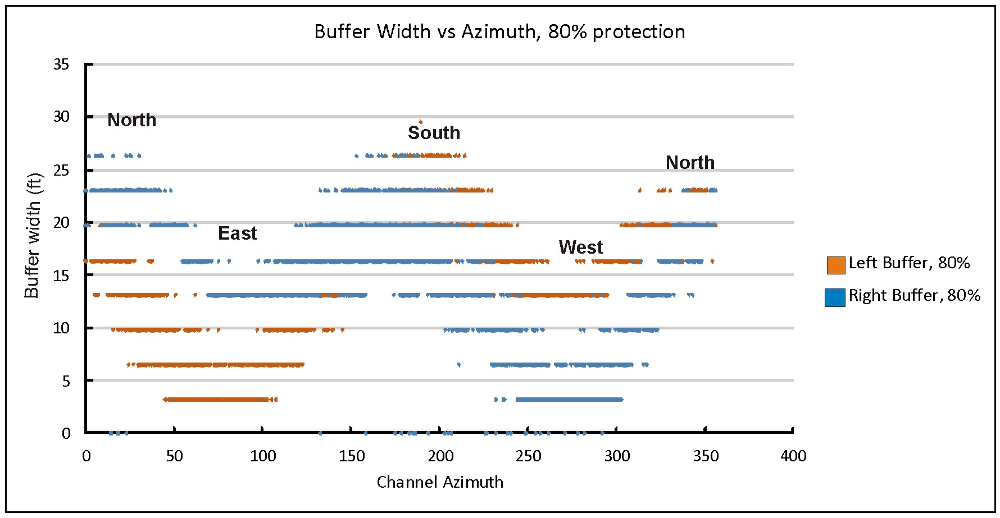 Buffer Width vs Azimuth, 80% protection
35
30
25
20
15
10
5
0
Buffer width (ft)
North
South
North
East
West
Left Buffer, 80%
Right Buffer, 80%
0 50 100 150 200 250 300 350 400
Channel Azimuth